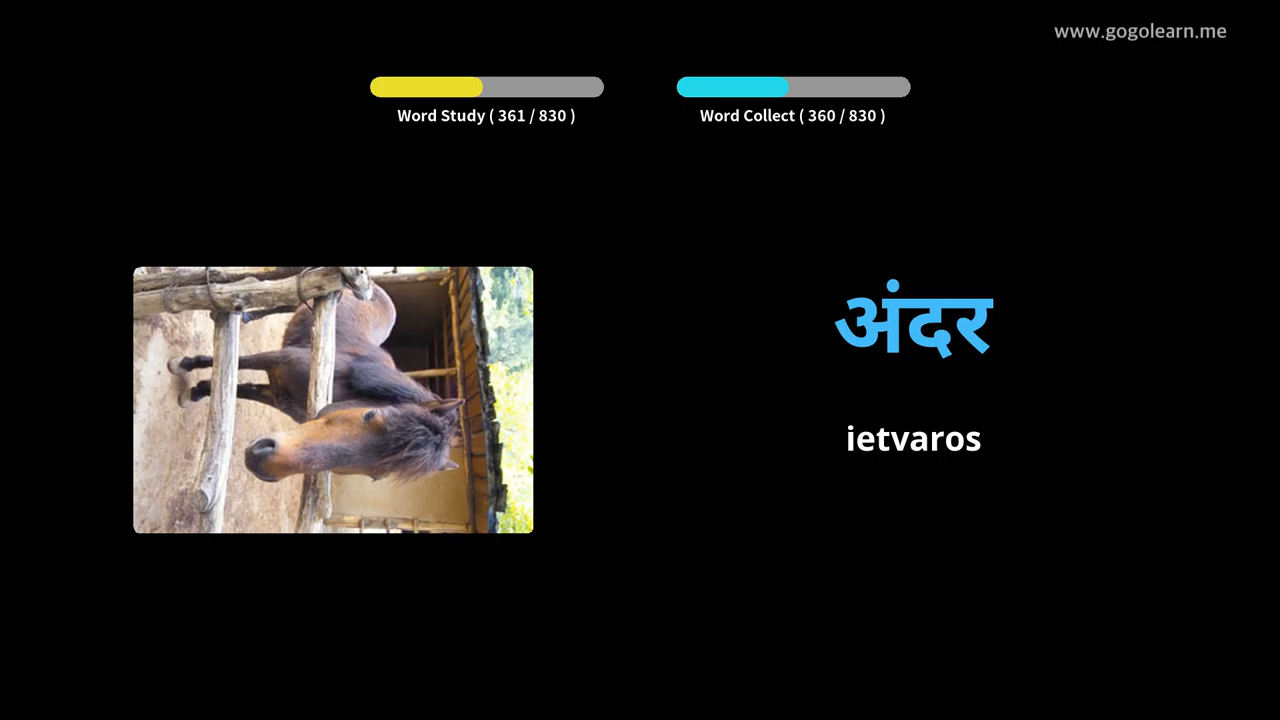 www.gogolearn.me
Word Study ( 361 / 830 )
Word Collect ( 360 / 830 )
अंदर
ietvaros